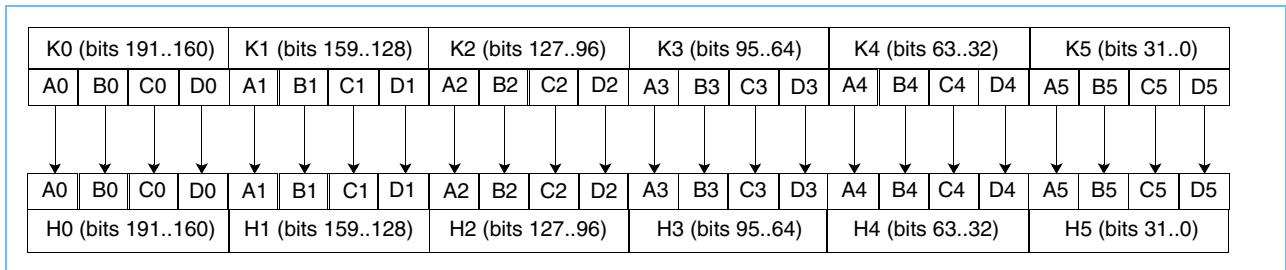 K0 (bits 191..160) K1 (bits 159..128) K2 (bits 127..96) K3 (bits 95..64) K4 (bits 63..32) K5 (bits 31..0)
A0 B0 C0 D0 A1 B1 C1 D1 A2 B2 C2 D2 A3 B3 C3 D3 A4 B4 C4 D4 A5 B5 C5 D5
A0 B0 C0 D0 A1 B1 C1 D1 A2 B2 C2 D2 A3 B3 C3 D3 A4 B4 C4 D4 A5 B5 C5 D5
H0 (bits 191..160) H1 (bits 159..128) H2 (bits 127..96) H3 (bits 95..64) H4 (bits 63..32) H5 (bits 31..0)